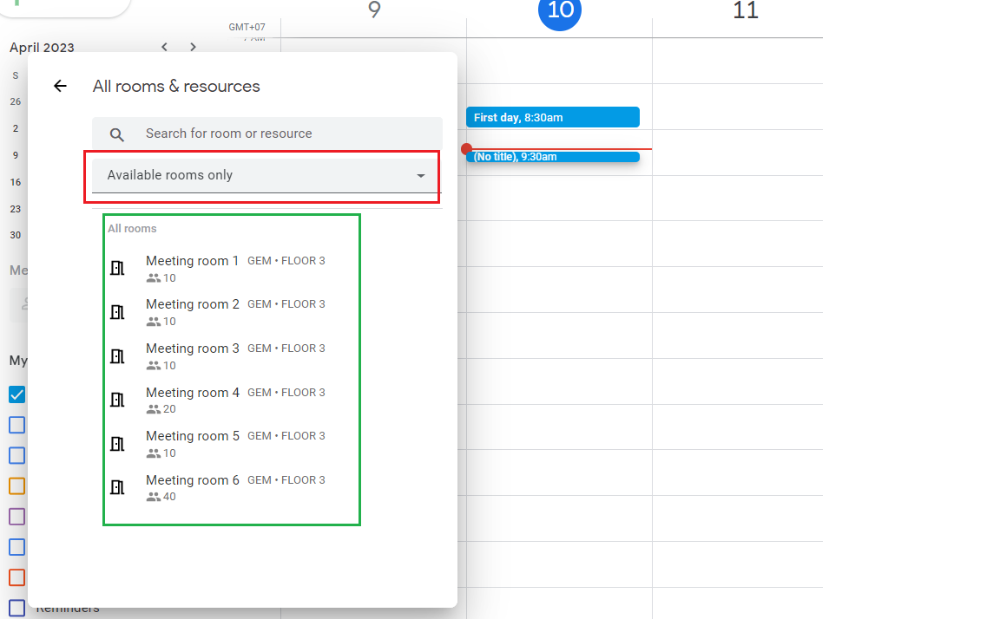 9
10
11
GMT+07
7 AM
April 2023
S
26
2
9
16
23
30
All rooms & resources
Search for room or resource
Available rooms only
All rooms
Meeting room 1 GEM • FLOOR 3
10
Meeting room 2 GEM • FLOOR 3
10
Meeting room 3 GEM • FLOOR 3
10
Meeting room 4 GEM • FLOOR 3
20
Meeting room 5 GEM • FLOOR 3
10
Meeting room 6 GEM • FLOOR 3
40
First day, 8:30am
(No title), 9:30am
Me
My
Reminders